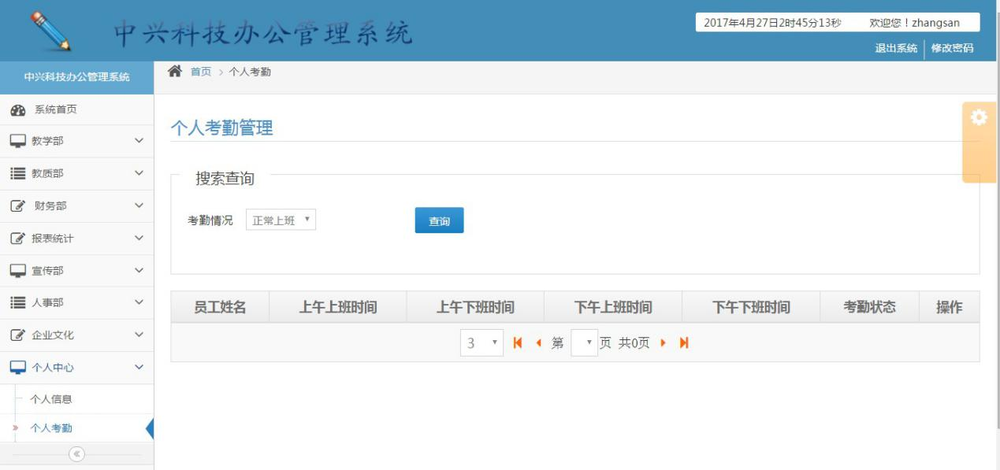 中兴科技办公管理系统
2017年4月27日2时45分13秒 欢迎您！zhangsan
退出系统 修改密码
中兴科技办公管理系统
首页 > 个人考勤
系统首页
教学部
教质部
财务部
报表统计
宣传部
人事部
企业文化
个人中心
个人信息
» 个人考勤
«
个人考勤管理
搜索查询
考勤情况 正常上班 查询
员工姓名 上午上班时间 上午下班时间 下午上班时间 下午下班时间 考勤状态 操作
3 第 页 共0页